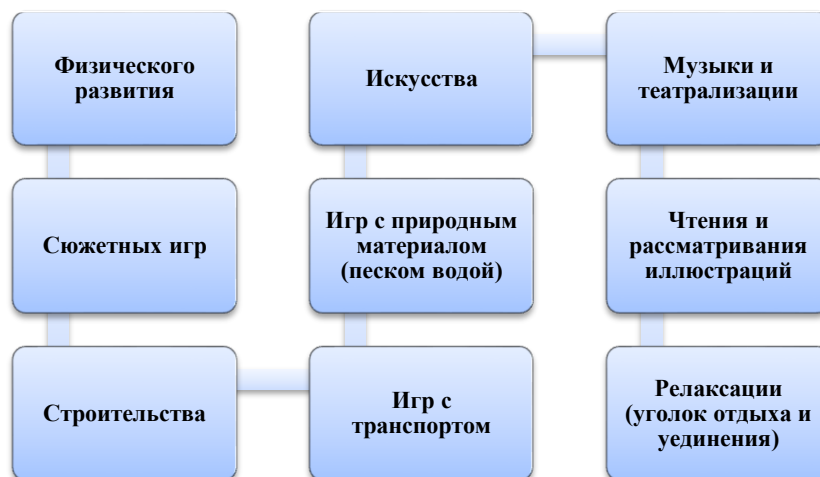 Физического
развития
Сюжетных игр
Строительства
Игр с
транспортом
Игр с природным
материалом
(песком водой)
Искусства
Музыки и
театрализации
Чтения и
рассматривания
иллюстраций
Релаксации
(уголок отдыха и
уединения)